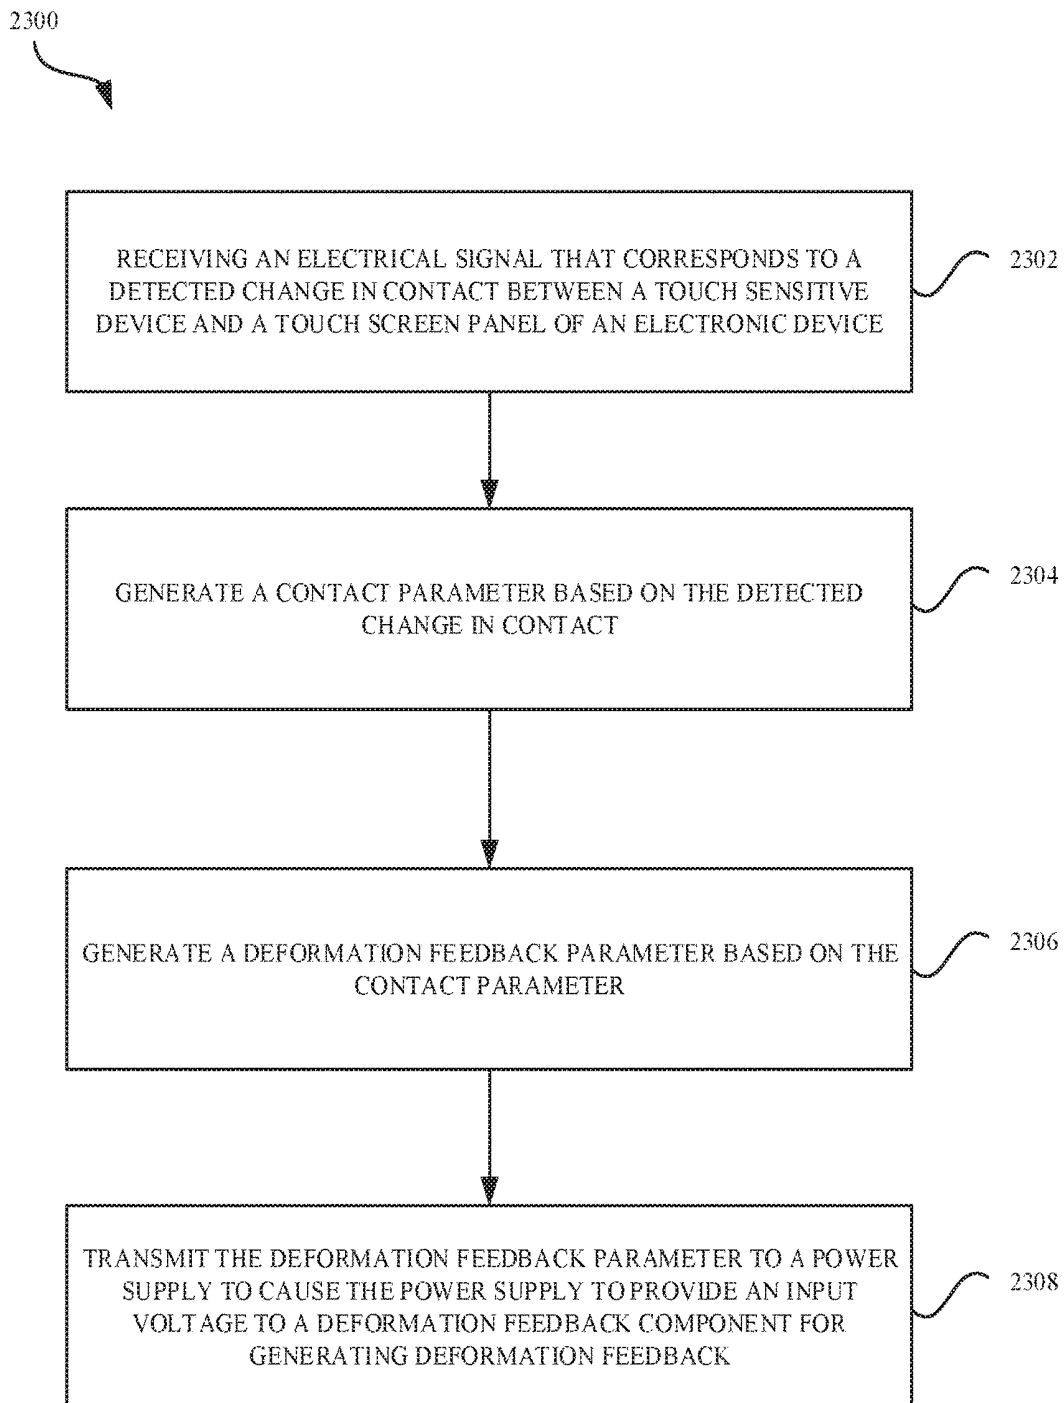 2300
RECEIVING AN ELECTRICAL SIGNAL THAT CORRESPONDS TO A
DETECTED CHANGE IN CONTACT BETWEEN A TOUCH SENSITIVE
DEVICE AND A TOUCH SCREEN PANEL OF AN ELECTRONIC DEVICE
2302
GENERATE A CONTACT PARAMETER BASED ON THE DETECTED
CHANGE IN CONTACT
2304
GENERATE A DEFORMATION FEEDBACK PARAMETER BASED ON THE
CONTACT PARAMETER
2306
TRANSMIT THE DEFORMATION FEEDBACK PARAMETER TO A POWER
SUPPLY TO CAUSE THE POWER SUPPLY TO PROVIDE AN INPUT
VOLTAGE TO A DEFORMATION FEEDBACK COMPONENT FOR
GENERATING DEFORMATION FEEDBACK
2308